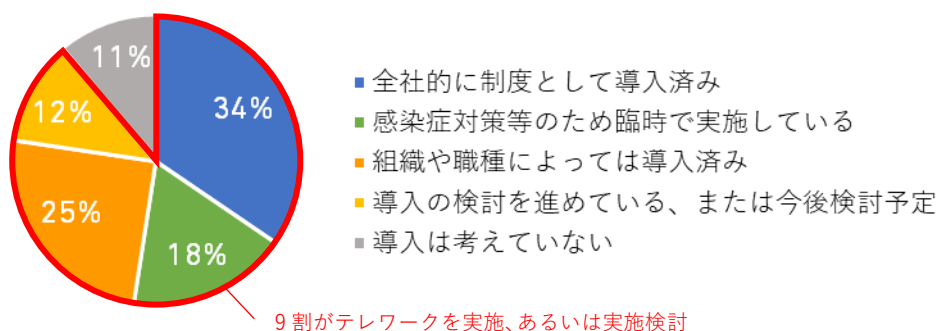 11%
34%
12%
25%
18%
全社的に制度として導入済み
感染症対策等のため臨時で実施している
組織や職種によっては導入済み
導入の検討を進めている、または今後検討予定
導入は考えていない
9割がテレワークを実施、あるいは実施検討